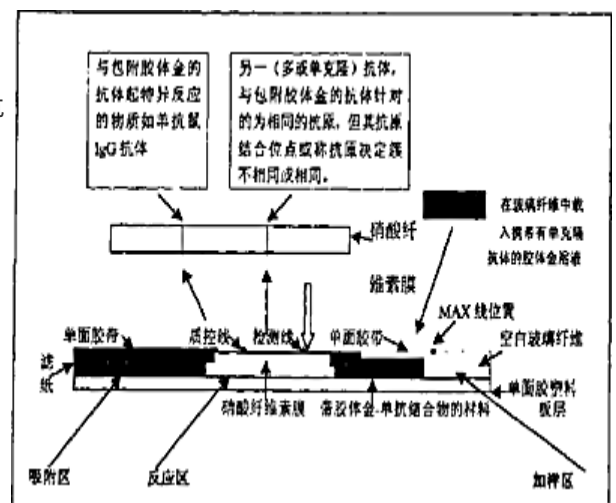 与包附胶体金的
抗体起特异反应
的物质如单抗鼠
IgG抗体
另一（多或单克隆）抗体，
与包附胶体金的抗体针对
的为相同的抗原，但其抗原
结合位点或称抗原决定簇
不相同或相同。
在玻璃纤维中载
入携带有单克隆
抗体的胶体金溶液
硝酸纤
维素膜
MAX线位置
单面胶带
质控线
检测线
单面胶带
空白玻璃纤维
滤
纸
硝酸纤维素膜
带胶体金-单抗结合物的材料
单面胶塑料
板层
吸附区
反应区
加样区